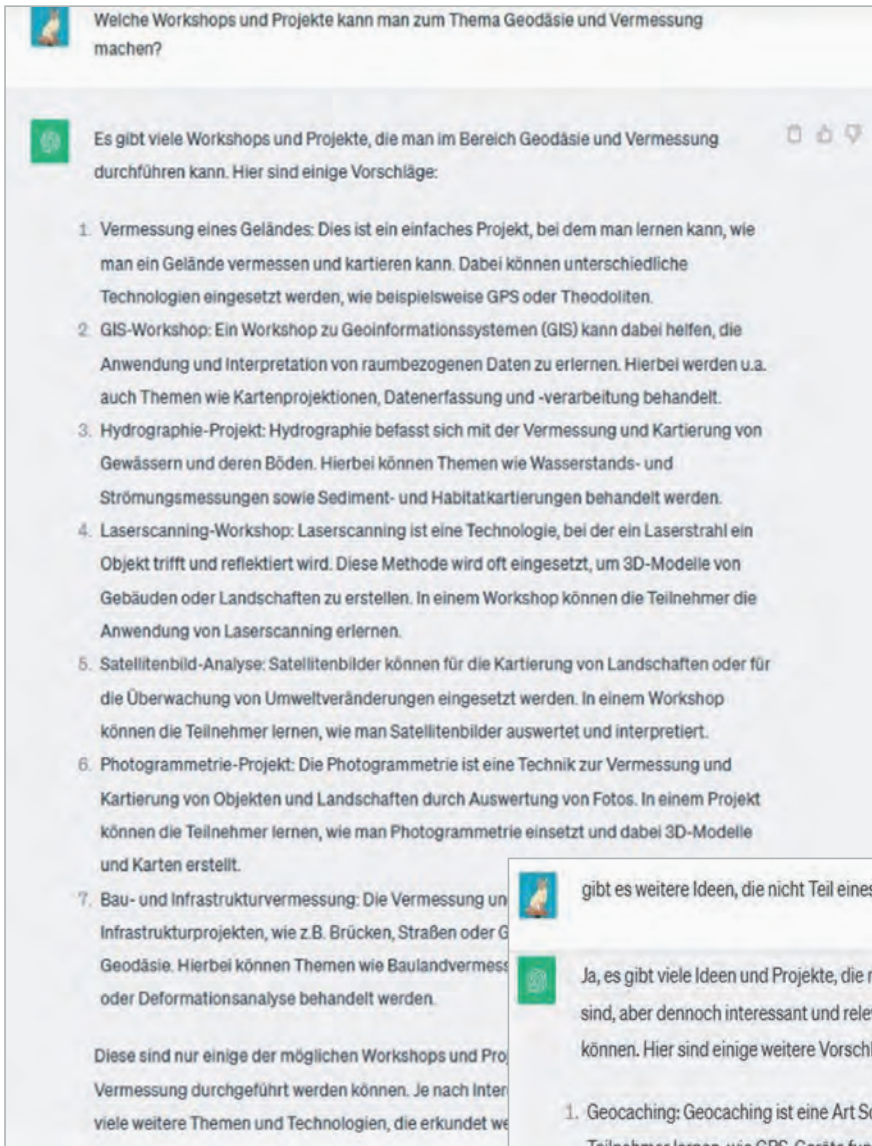 Welche Workshops und Projekte kann man zum Thema Geodäsie und Vermessung
machen?
Es gibt viele Workshops und Projekte, die man im Bereich Geodäsie und Vermessung
durchführen kann. Hier sind einige Vorschläge:
1. Vermessung eines Geländes: Dies ist ein einfaches Projekt, bei dem man lernen kann, wie
man ein Gelände vermessen und kartieren kann. Dabei können unterschiedliche
Technologien eingesetzt werden, wie beispielsweise GPS oder Theodoliten.
2. GIS-Workshop: Ein Workshop zu Geoinformationssystemen (GIS) kann dabei helfen, die
Anwendung und Interpretation von raumbezogenen Daten zu erlernen. Hierbei werden u.a.
auch Themen wie Kartenprojektionen, Datenerfassung und -verarbeitung behandelt.
3. Hydrographie-Projekt: Hydrographie befasst sich mit der Vermessung und Kartierung von
Gewässern und deren Böden. Hierbei können Themen wie Wasserstands- und
Strömungsmessungen sowie Sediment- und Habitatkartierungen behandelt werden.
4. Laserscanning-Workshop: Laserscanning ist eine Technologie, bei der ein Laserstrahl ein
Objekt trifft und reflektiert wird. Diese Methode wird oft eingesetzt, um 3D-Modelle von
Gebäuden oder Landschaften zu erstellen. In einem Workshop können die Teilnehmer die
Anwendung von Laserscanning erlernen.
5. Satellitenbild-Analyse: Satellitenbilder können für die Kartierung von Landschaften oder für
die Überwachung von Umweltveränderungen eingesetzt werden. In einem Workshop
können die Teilnehmer lernen, wie man Satellitenbilder auswertet und interpretiert.
6. Photogrammetrie-Projekt: Die Photogrammetrie ist eine Technik zur Vermessung und
Kartierung von Objekten und Landschaften durch Auswertung von Fotos. In einem Projekt
können die Teilnehmer lernen, wie man Photogrammetrie einsetzt und dabei 3D-Modelle
und Karten erstellt.
7. Bau- und Infrastrukturvermessung: Die Vermessung un
Infrastrukturprojekten, wie z.B. Brücken, Straßen oder G
Geodäsie. Hierbei können Themen wie Baulandvermess
oder Deformationsanalyse behandelt werden.
Diese sind nur einige der möglichen Workshops und Pro
Vermessung durchgeführt werden können. Je nach Inter
viele weitere Themen und Technologien, die erkundet we
gibt es weitere Ideen, die nicht Teil eines
Ja, es gibt viele Ideen und Projekte, die
sind, aber dennoch interessant und rele
können. Hier sind einige weitere Vorschl
1. Geocaching: Geocaching ist eine Art Sc